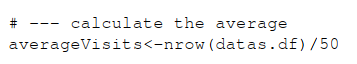 # --- calculate the average
averageVisits<-nrow(datas.df)/50